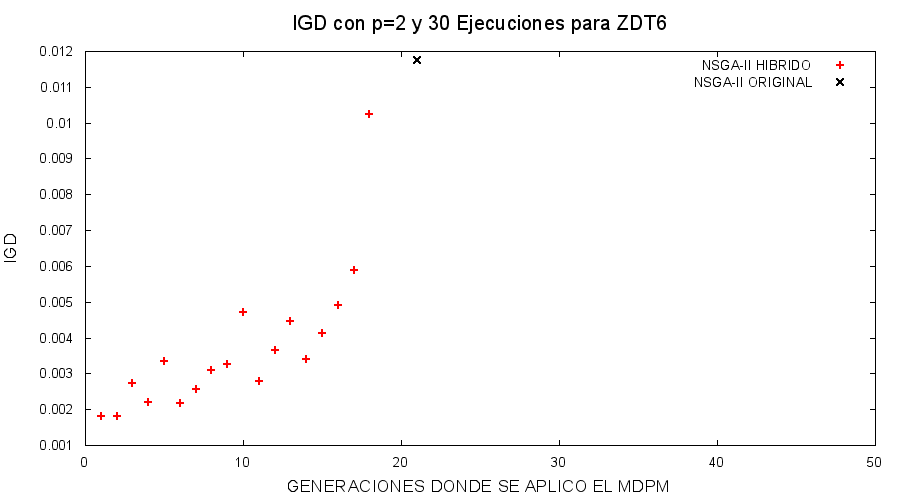 IGD con p=2 y 30 Ejecuciones para ZDT6
NSGA-II HIBRIDO
NSGA-II ORIGINAL
0.012
0.011
0.01
0.009
0.008
0.007
0.006
0.005
0.004
0.003
0.002
0.001
IGD
0 10 20 30 40 50
GENERACIONES DONDE SE APLICO EL MDPM